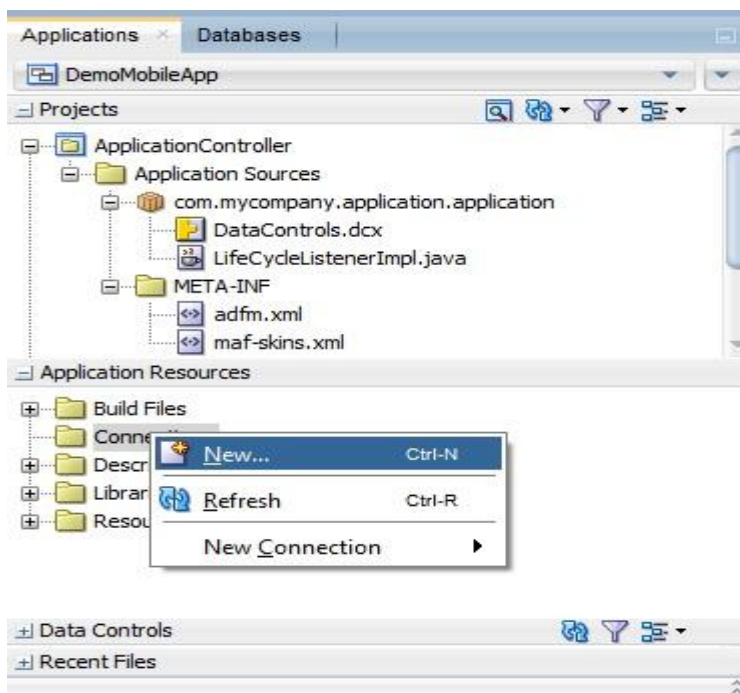 Applications Databases
DemoMobileApp
Projects
ApplicationController
Application Sources
com.mycompany.application.application
DataControls.dcx
LifeCycleListenerImpl.java
META-INF
adfm.xml
maf-skins.xml
Application Resources
Build Files
New... Ctrl-N
Refresh Ctrl-R
New Connection
Data Controls
Recent Files